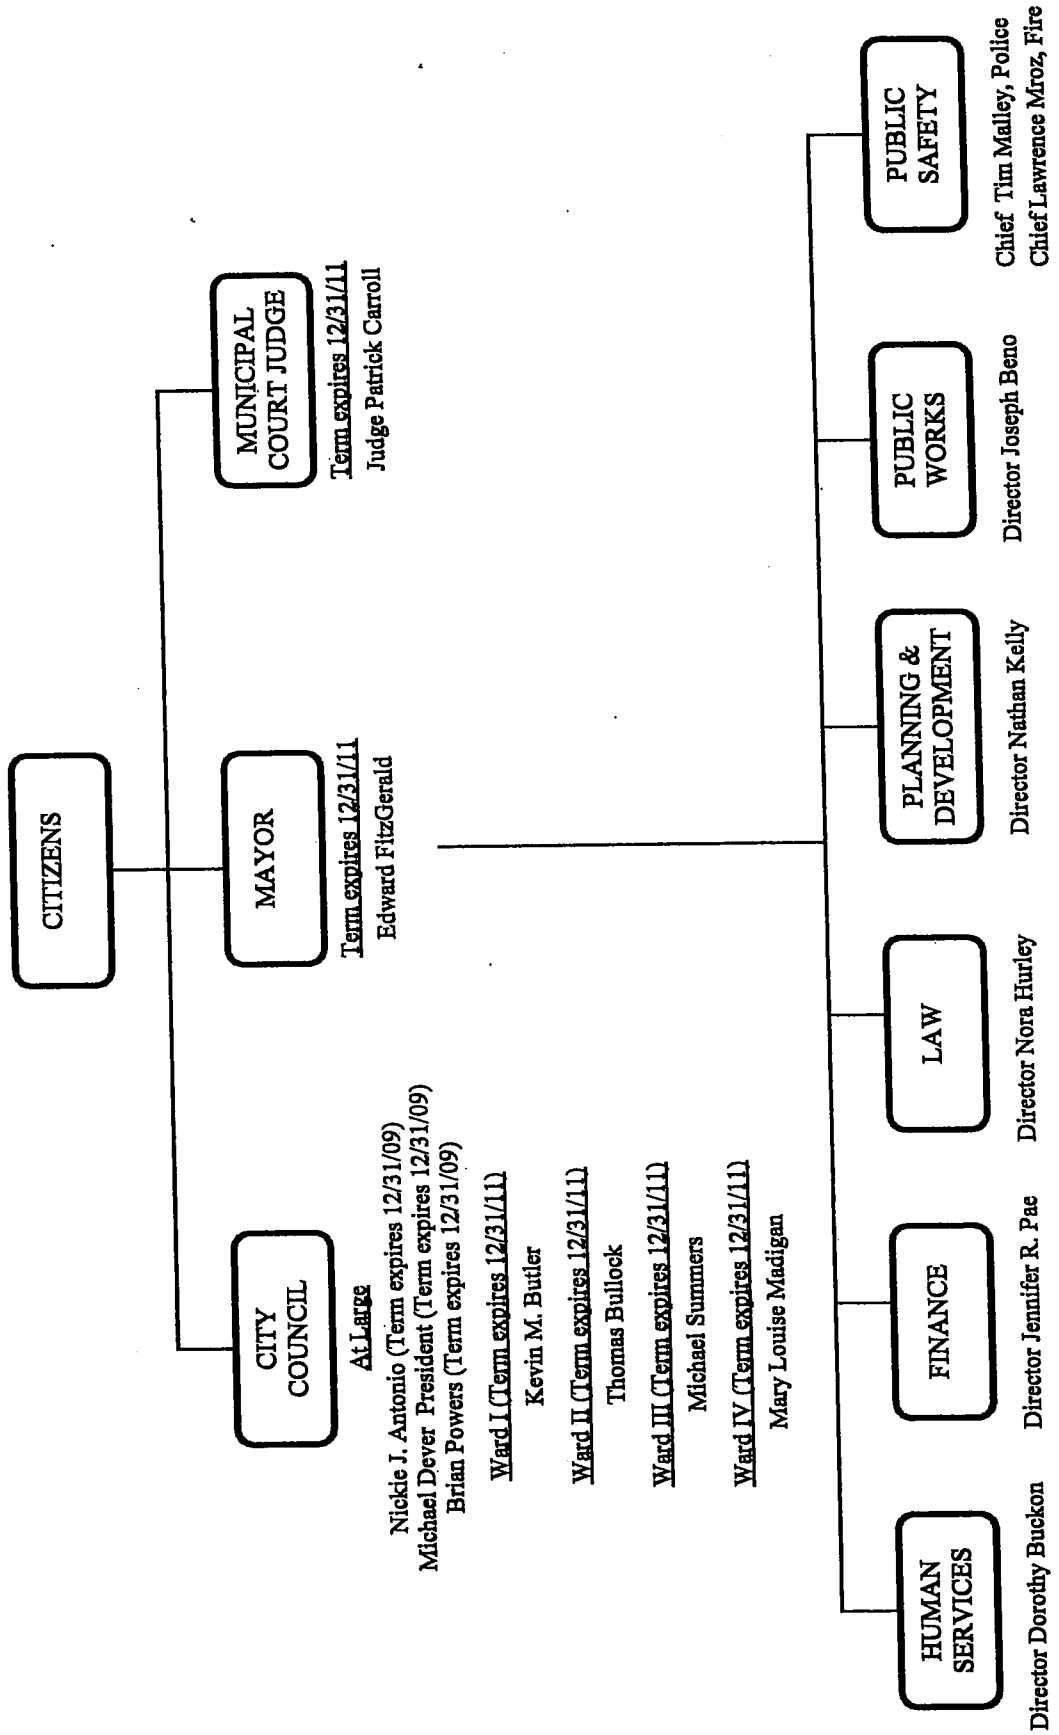 CITIZENS
CITY
COUNCIL
At Large
Nickie J. Antonio (Term expires 12/31/09)
Michael Dever President (Term expires 12/31/09)
Brian Powers (Term expires 12/31/09)
Ward I (Term expires 12/31/11)
Kevin M. Butler
Ward II (Term expires 12/31/11)
Thomas Bullock
Ward III (Term expires 12/31/11)
Michael Summers
Ward IV (Term expires 12/31/11)
Mary Louise Madigan
MAYOR
Term expires 12/31/11
Edward FitzGerald
MUNICIPAL
COURT JUDGE
Term expires 12/31/11
Judge Patrick Carroll
HUMAN
SERVICES
Director Dorothy Buckon
FINANCE
Director Jennifer R. Pae
LAW
Director Nora Hurley
PLANNING &
DEVELOPMENT
Director Nathan Kelly
PUBLIC
WORKS
Director Joseph Beno
PUBLIC
SAFETY
Chief Tim Malley, Police
Chief Lawrence Mroz, Fire